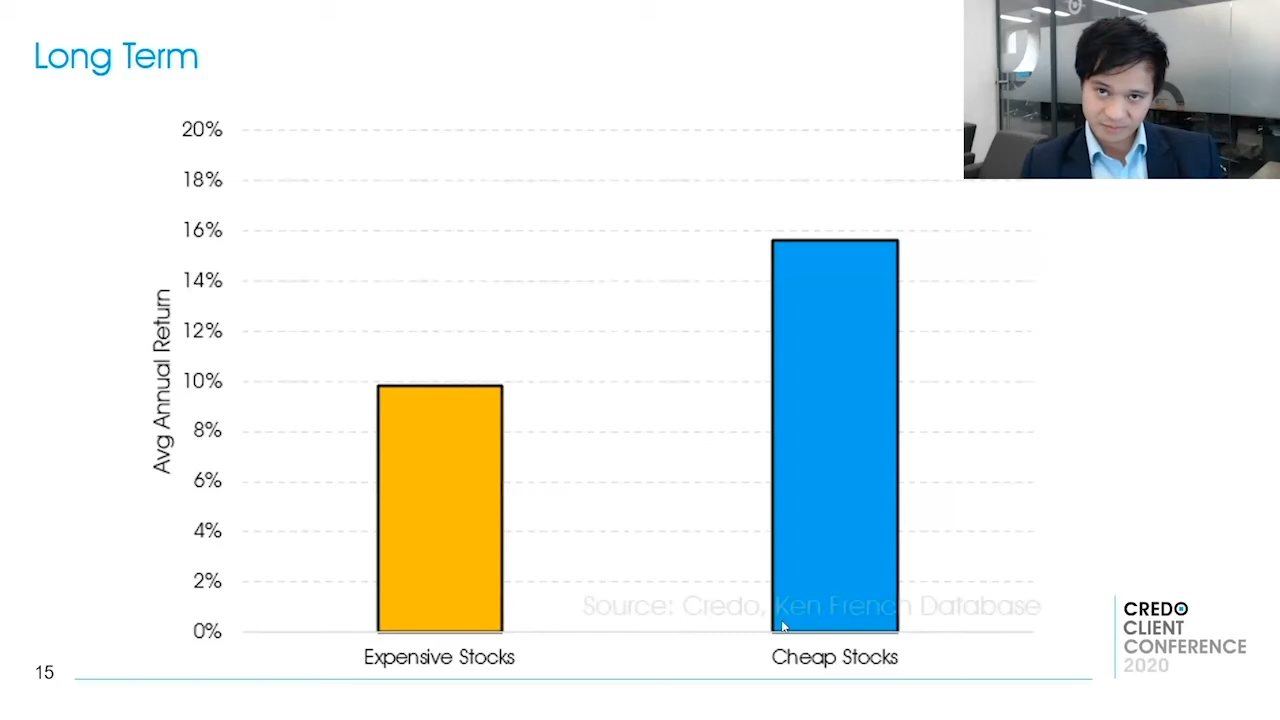 Long Term
20%
18%
16%
14%
12%
10%
8%
6%
4%
2%
0%
Avg Annual Return
Expensive Stocks
Cheap Stocks
Source: Credo, Ken French Database
15
CREDO
CLIENT
CONFERENCE
2020